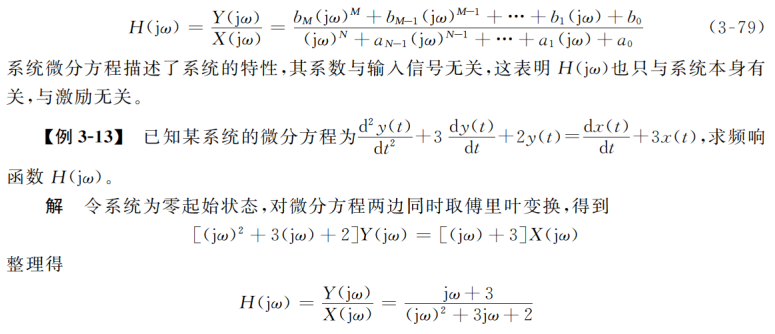 H(jω) = Y(jω)/X(jω) = (b_M(jω)^M + b_{M-1}(jω)^{M-1} + ⋯ + b_1(jω) + b_0)/((jω)^N + a_{N-1}(jω)^{N-1} + ⋯ + a_1(jω) + a_0) (3-79)
系统微分方程描述了系统的特性,其系数与输入信号无关,这表明 H(jω)也只与系统本身有
关,与激励无关。
【例 3-13】 已知某系统的微分方程为 d²y(t)/dt² + 3 dy(t)/dt + 2y(t) = dx(t)/dt + 3x(t),求频响
函数 H(jω)。
解 令系统为零起始状态,对微分方程两边同时取傅里叶变换,得到
[(jω)² + 3(jω) + 2]Y(jω) = [(jω) + 3]X(jω)
整理得
H(jω) = Y(jω)/X(jω) = (jω + 3)/((jω)² + 3jω + 2)